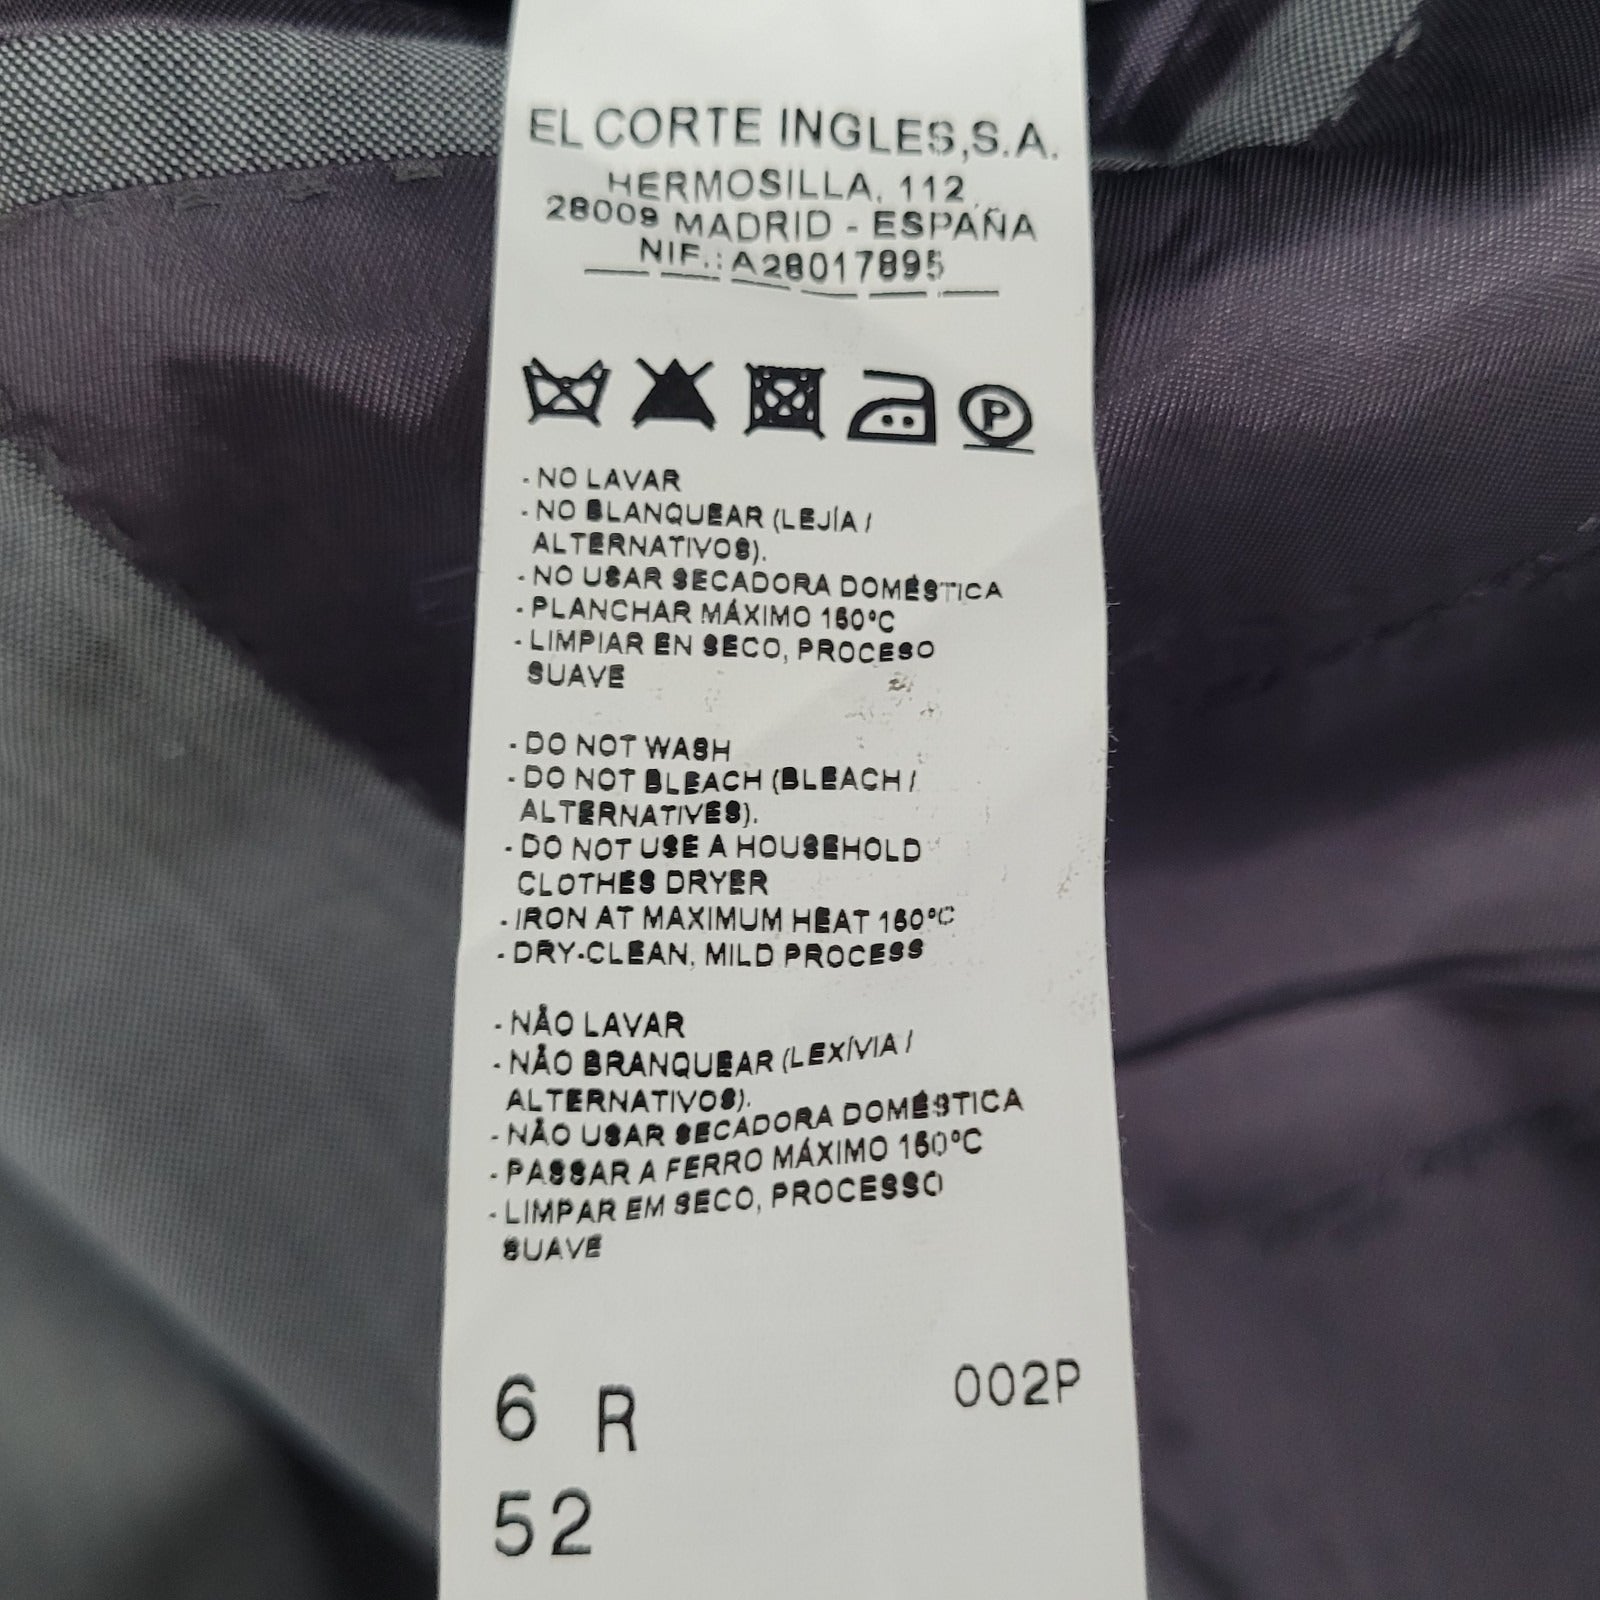 EL CORTE INGLES,S.A.
HERMOSILLA, 112
28009 MADRID - ESPAÑA
NIF.: A28017895
P
- NO LAVAR
- NO BLANQUEAR (LEJÍA /
ALTERNATIVOS).
- NO USAR SECADORA DOMÉSTICA
- PLANCHAR MÁXIMO 150ºC
- LIMPIAR EN SECO, PROCESO
SUAVE
- DO NOT WASH
- DO NOT BLEACH (BLEACH /
ALTERNATIVES).
- DO NOT USE A HOUSEHOLD
CLOTHES DRYER
- IRON AT MAXIMUM HEAT 150ºC
- DRY-CLEAN, MILD PROCESS
- NÃO LAVAR
- NÃO BRANQUEAR (LEXÍVIA /
ALTERNATIVOS).
- NÃO USAR SECADORA DOMÉSTICA
- PASSAR A FERRO MÁXIMO 150ºC
- LIMPAR EM SECO, PROCESSO
SUAVE
6 R 002P
52